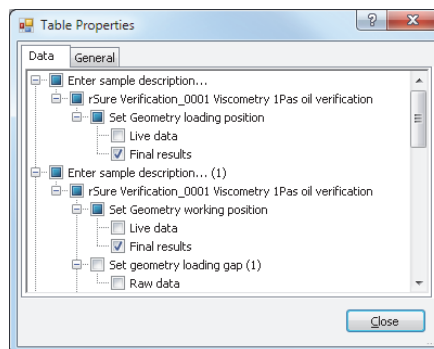 Table Properties
Data General
Enter sample description...
rSure Verification_0001 Viscometry 1Pas oil verification
Set Geometry loading position
Live data
Final results
Enter sample description... (1)
rSure Verification_0001 Viscometry 1Pas oil verification
Set Geometry working position
Live data
Final results
Set geometry loading gap (1)
Raw data
Close